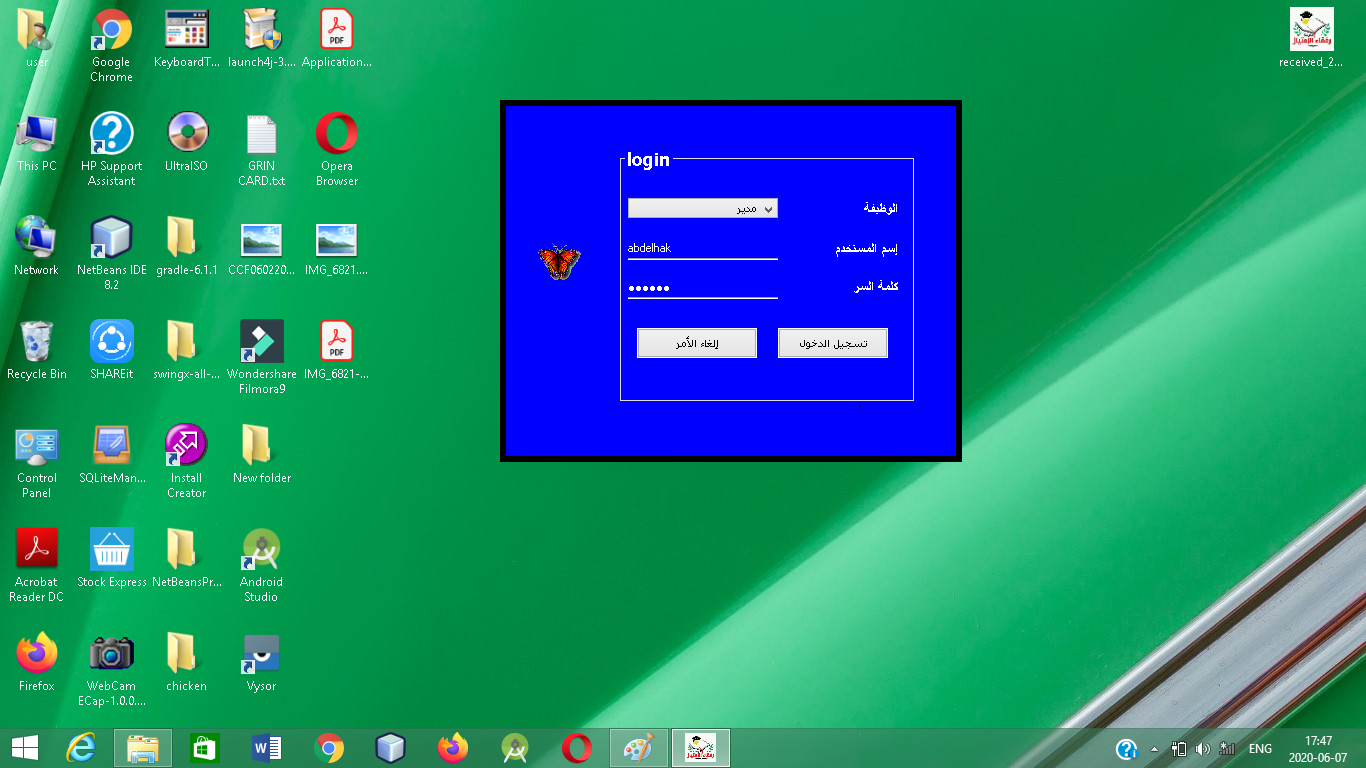 user
Google
Chrome
KeyboardT...
launch4j-3....
Application...
This PC
HP Support
Assistant
UltraISO
GRIN
CARD.txt
Opera
Browser
Network
NetBeans IDE
8.2
gradle-6.1.1
CCF060220...
IMG_6821....
Recycle Bin
SHAREit
swingx-all-...
Wondershare
Filmora9
IMG_6821-...
Control
Panel
SQLiteMan...
Install
Creator
New folder
Acrobat
Reader DC
Stock Express
NetBeansPr...
Android
Studio
Firefox
WebCam
ECap-1.0.0....
chicken
Vysor
رفقاء الإمتياز
received_2...
login
الوظيفة
مدير
إسم المستخدم
abdelhak
كلمة السر
●●●●●●
تسجيل الدخول
إلغاء الأمر
ENG
17:47
2020-06-07